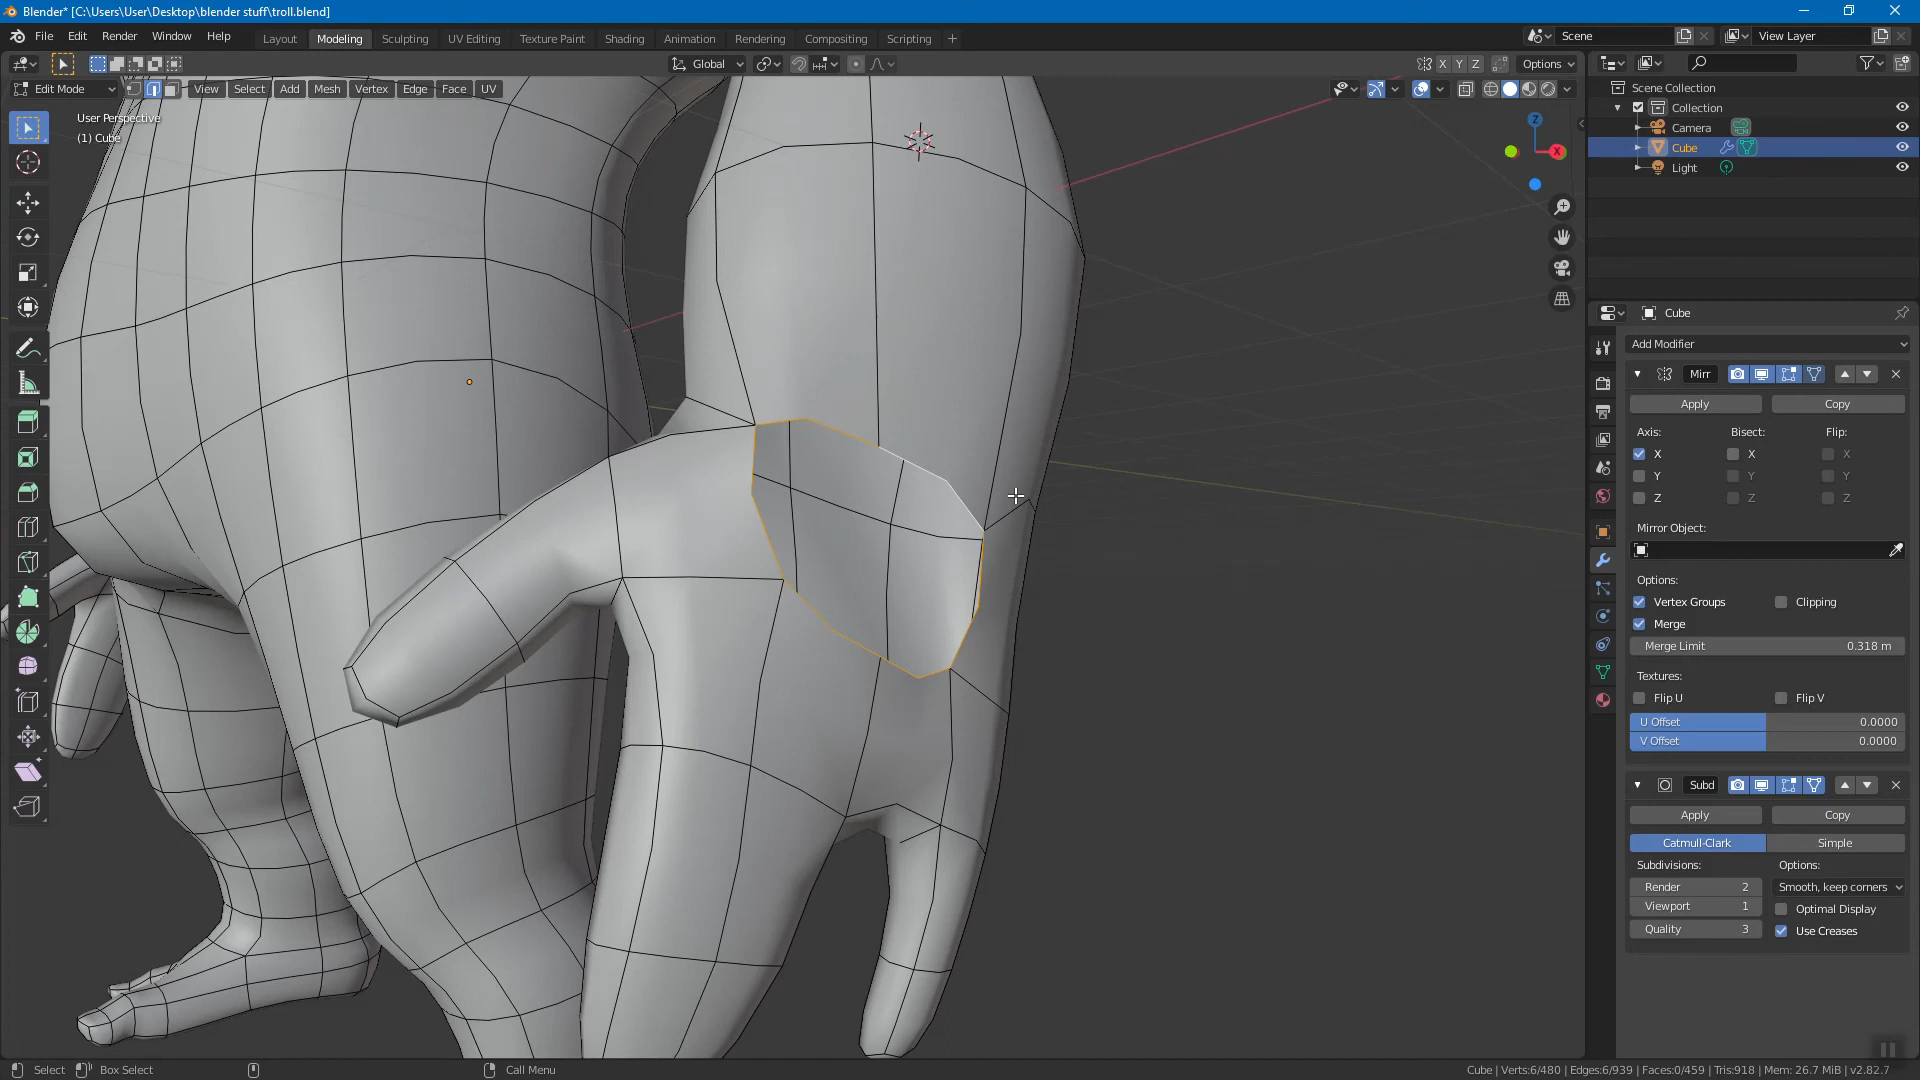 Blender* [C:\Users\User\Desktop\blender stuff\troll.blend]
File Edit Render Window Help Layout Modeling Sculpting UV Editing Texture Paint Shading Animation Rendering Compositing Scripting Scene View Layer
Global X Y Z Options
Edit Mode View Select Add Mesh Vertex Edge Face UV
User Perspective
(1) Cube
Z
X
Scene Collection
Collection
Camera
Cube
Light
Cube
Add Modifier
Mirr
Apply Copy
Axis: Bisect: Flip:
X X X
Y Y Y
Z Z Z
Mirror Object:
Options:
Vertex Groups Clipping
Merge
Merge Limit 0.318 m
Textures:
Flip U Flip V
U Offset 0.0000
V Offset 0.0000
Subd
Apply Copy
Catmull-Clark Simple
Subdivisions: Options:
Render 2 Smooth, keep corners
Viewport 1 Optimal Display
Quality 3 Use Creases
Select Box Select Call Menu Cube | Verts:6/480 | Edges:6/939 | Faces:0/459 | Tris:918 | Mem: 26.7 MiB | v2.82.7